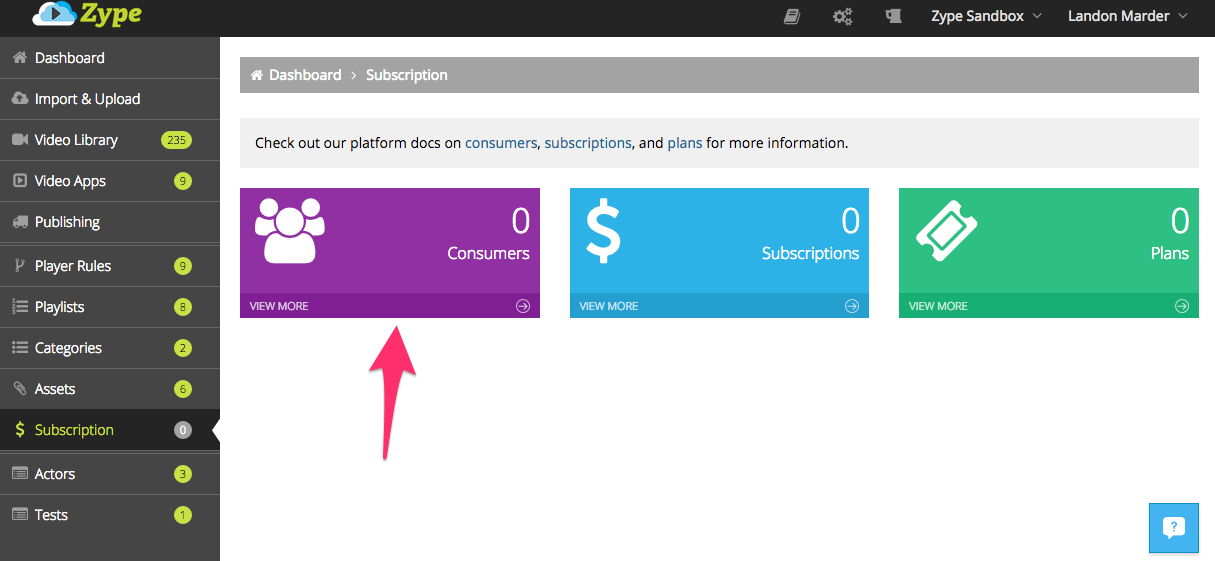 Zype
Zype Sandbox
Landon Marder
Dashboard
Import & Upload
Video Library 235
Video Apps 9
Publishing
Player Rules 9
Playlists 8
Categories 2
Assets 6
$ Subscription 0
Actors 3
Tests 1
Dashboard > Subscription
Check out our platform docs on consumers, subscriptions, and plans for more information.
0
Consumers
VIEW MORE
$ 0
Subscriptions
VIEW MORE
0
Plans
VIEW MORE
?